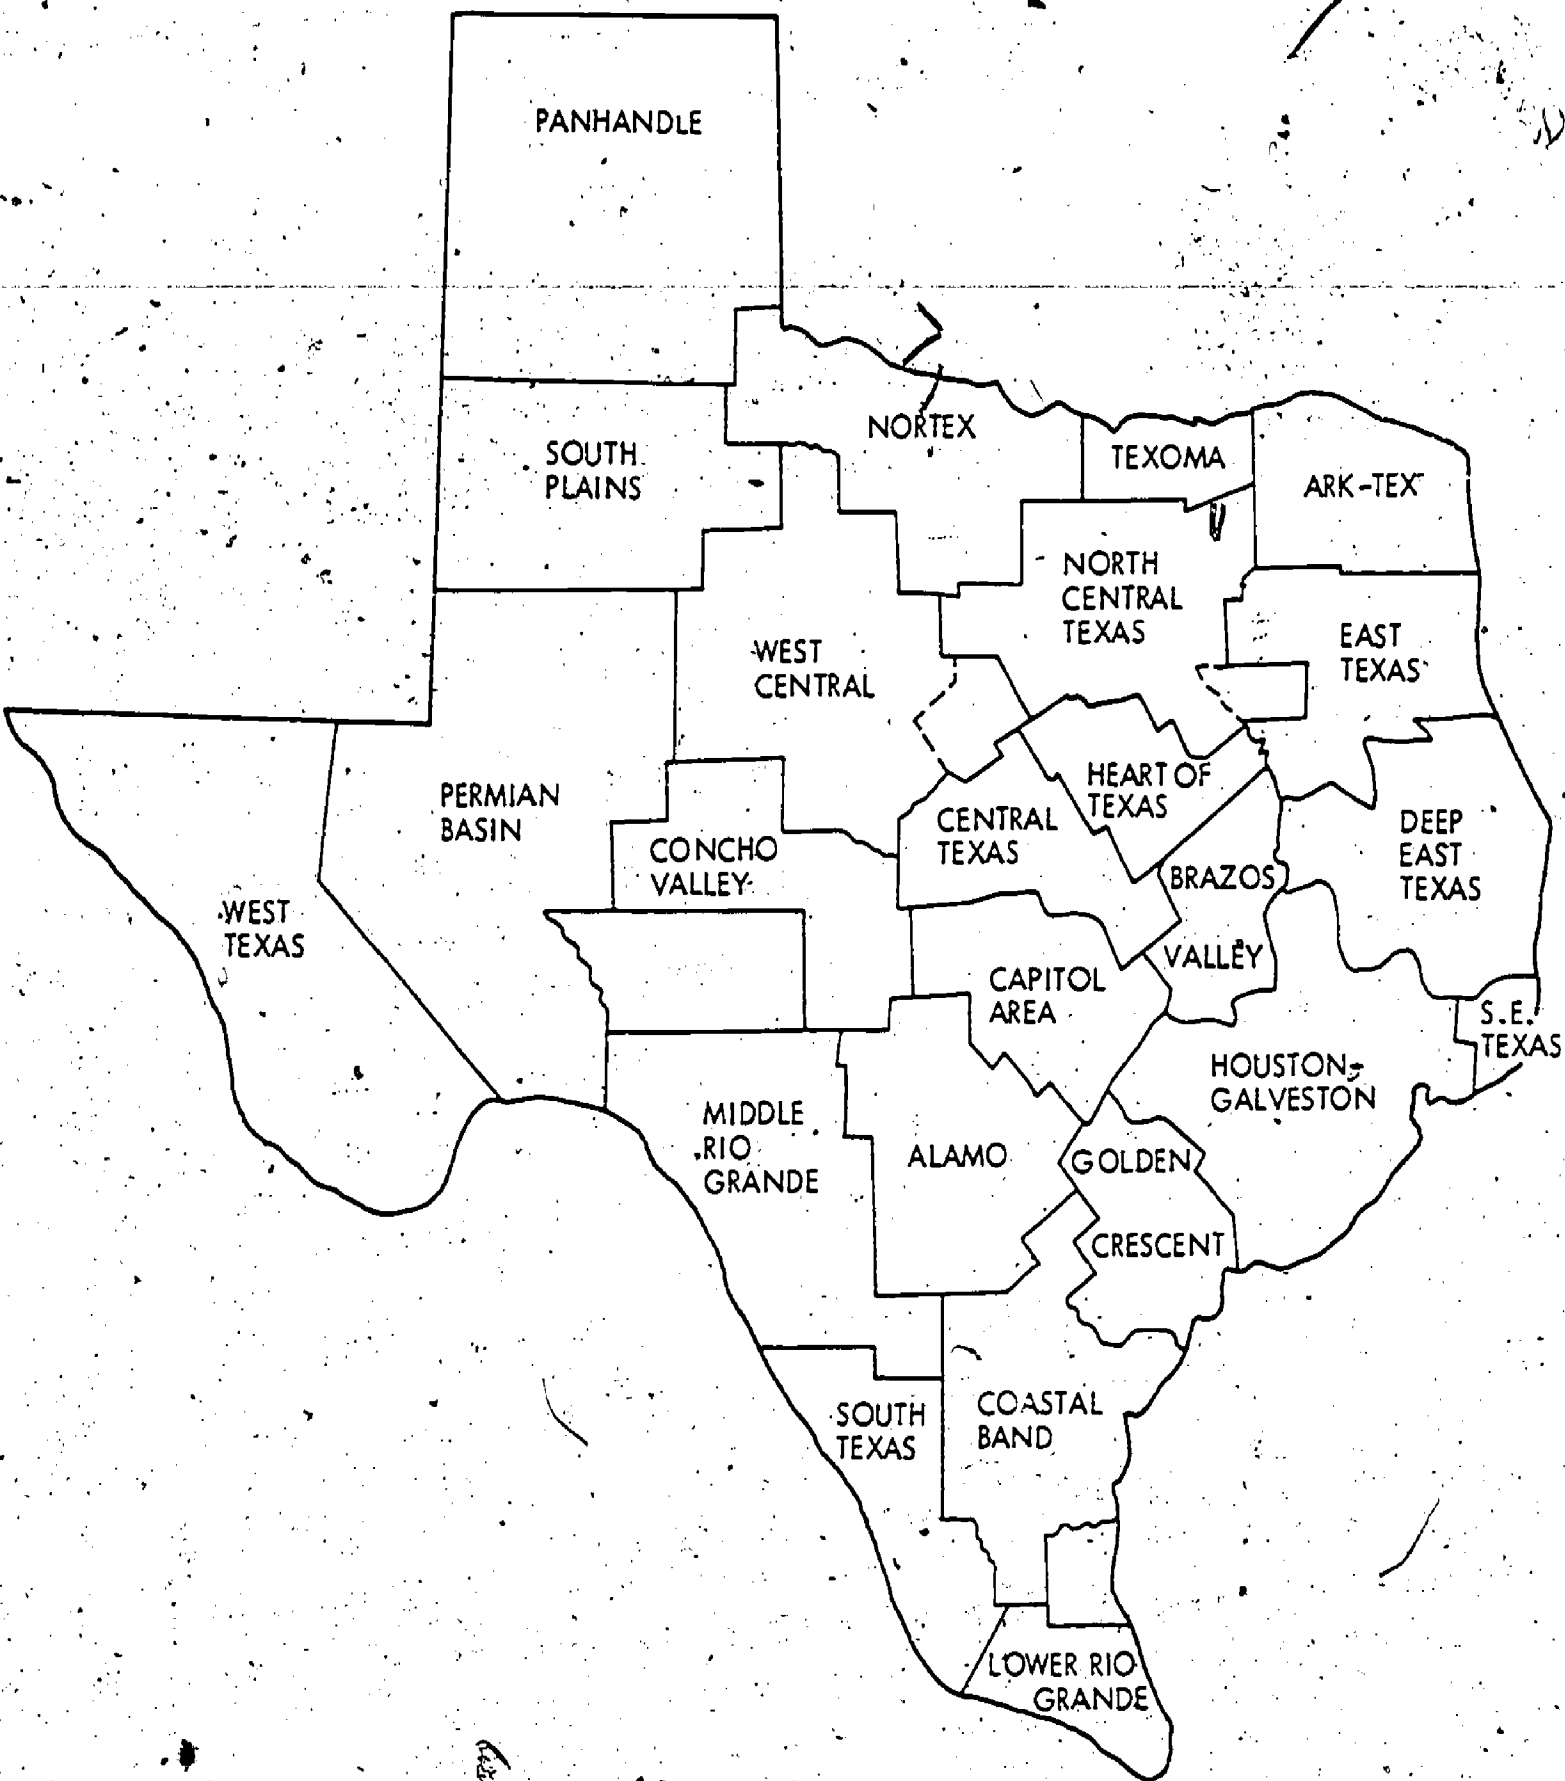 PANHANDLE
NORTEX
SOUTH
PLAINS
TEXOMA
ARK-TEX
NORTH
CENTRAL
TEXAS
EAST
TEXAS
WEST
CENTRAL
PERMIAN
BASIN
HEART OF
TEXAS
CENTRAL
TEXAS
DEEP
EAST
TEXAS
CONCHO
VALLEY
BRAZOS
VALLEY
WEST
TEXAS
CAPITOL
AREA
S.E.
TEXAS
HOUSTON-
GALVESTON
MIDDLE
RIO
GRANDE
ALAMO
GOLDEN
CRESCENT
SOUTH
TEXAS
COASTAL
BAND
LOWER RIO
GRANDE